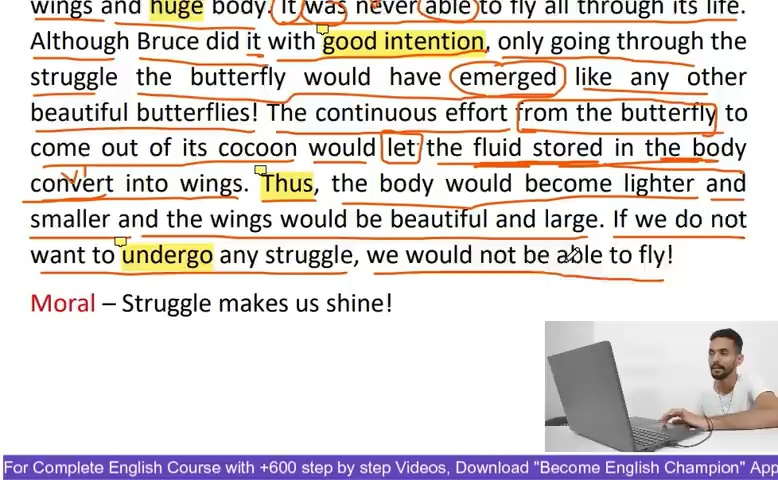 wings and huge body. It was never able to fly all through its life.
Although Bruce did it with good intention, only going through the
struggle the butterfly would have emerged like any other
beautiful butterflies! The continuous effort from the butterfly to
come out of its cocoon would let the fluid stored in the body
convert into wings. Thus, the body would become lighter and
smaller and the wings would be beautiful and large. If we do not
want to undergo any struggle, we would not be able to fly!
Moral – Struggle makes us shine!
For Complete English Course with +600 step by step Videos, Download "Become English Champion" App